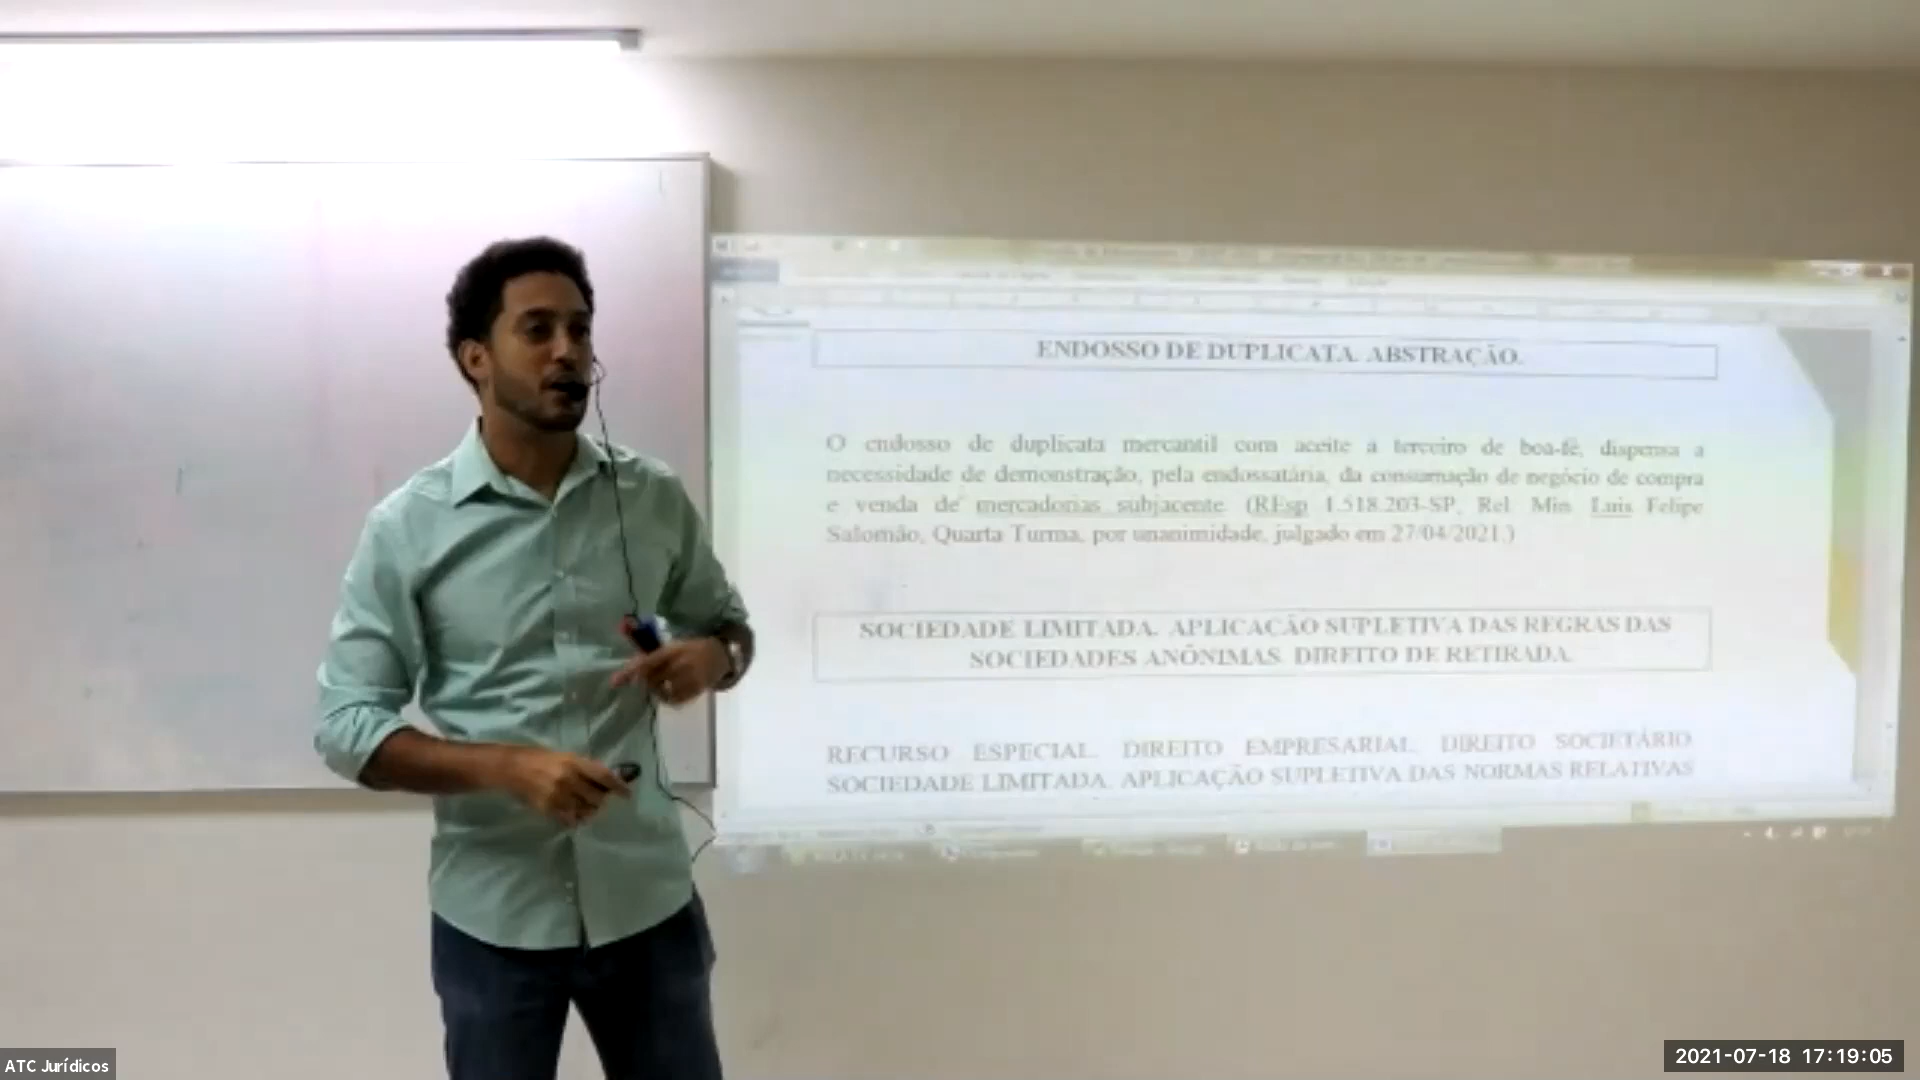 ENDOSSO DE DUPLICATA. ABSTRAÇÃO.
O endosso de duplicata mercantil com aceite a terceiro de boa-fé, dispensa a
necessidade de demonstração, pela endossatária, da consumação de negócio de compra
e venda de mercadorias subjacente. (REsp 1.518.203-SP, Rel. Min. Luis Felipe
Salomão, Quarta Turma, por unanimidade, julgado em 27/04/2021.)
SOCIEDADE LIMITADA. APLICAÇÃO SUPLETIVA DAS REGRAS DAS
SOCIEDADES ANÔNIMAS. DIREITO DE RETIRADA.
RECURSO ESPECIAL. DIREITO EMPRESARIAL. DIREITO SOCIETÁRIO.
SOCIEDADE LIMITADA. APLICAÇÃO SUPLETIVA DAS NORMAS RELATIVAS
ATC Jurídicos
2021-07-18 17:19:05